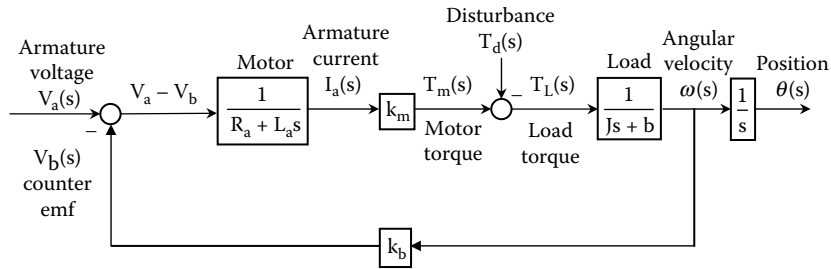 Disturbance
T_d(s)
Armature
voltage
V_a(s)
−
V_a − V_b
Motor
1
R_a + L_a s
Armature
current
I_a(s)
k_m
T_m(s)
Motor
torque
−
T_L(s)
Load
torque
Load
1
Js + b
Angular
velocity
ω(s)
1
s
Position
θ(s)
V_b(s)
counter
emf
k_b